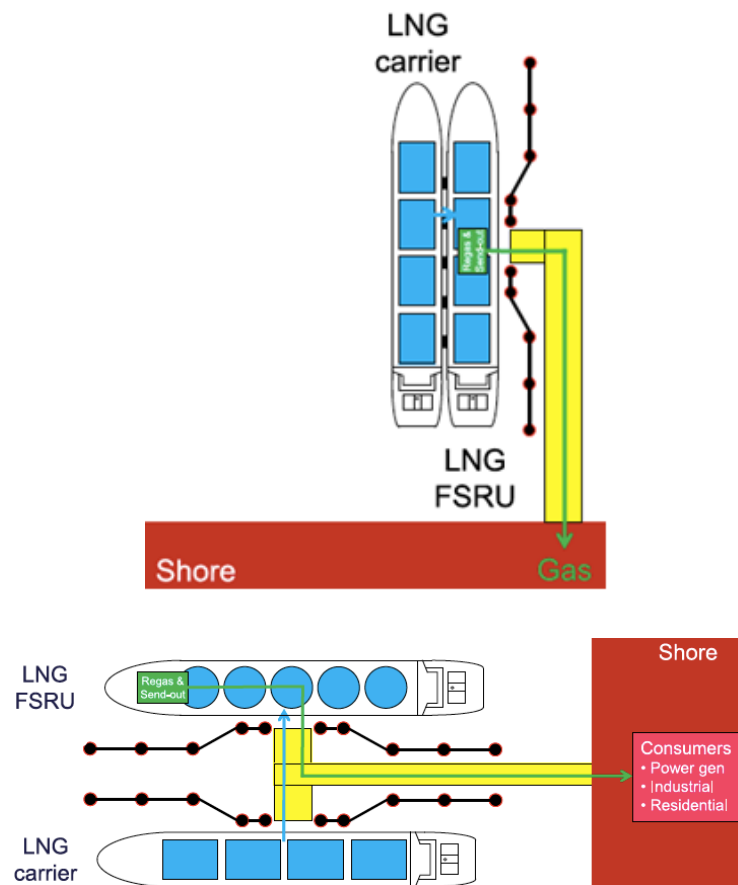 LNG
carrier
Regas &
Send-out
LNG
FSRU
Shore
Gas
LNG
FSRU
Regas &
Send-out
Shore
Consumers
• Power gen
• Industrial
• Residential
LNG
carrier